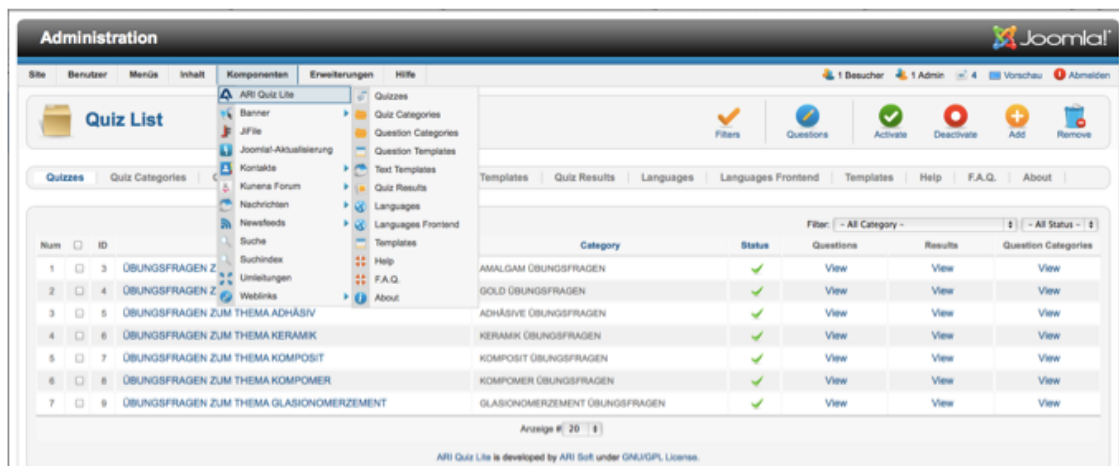 Administration
Joomla!
Site Benutzer Menüs Inhalt Komponenten Erweiterungen Hilfe 1 Besucher 1 Admin 4 Vorschau Abmelden
Quiz List
ARI Quiz Lite
Banner
JiFile
Joomla!-Aktualisierung
Kontakte
Kunena Forum
Nachrichten
Newsfeeds
Suche
Suchindex
Umleitungen
Weblinks
Quizzes
Quiz Categories
Question Categories
Question Templates
Text Templates
Quiz Results
Languages
Languages Frontend
Templates
Help
F.A.Q.
About
Filters Questions Activate Deactivate Add Remove
Quizzes Quiz Categories Templates Quiz Results Languages Languages Frontend Templates Help F.A.Q. About
Filter: - All Category - - All Status -
Num ID Category Status Questions Results Question Categories
1 3 ÜBUNGSFRAGEN Z AMALGAM ÜBUNGSFRAGEN View View View
2 4 ÜBUNGSFRAGEN Z GOLD ÜBUNGSFRAGEN View View View
3 5 ÜBUNGSFRAGEN ZUM THEMA ADHÄSIV ADHÄSIVE ÜBUNGSFRAGEN View View View
4 6 ÜBUNGSFRAGEN ZUM THEMA KERAMIK KERAMIK ÜBUNGSFRAGEN View View View
5 7 ÜBUNGSFRAGEN ZUM THEMA KOMPOSIT KOMPOSIT ÜBUNGSFRAGEN View View View
6 8 ÜBUNGSFRAGEN ZUM THEMA KOMPOMER KOMPOMER ÜBUNGSFRAGEN View View View
7 9 ÜBUNGSFRAGEN ZUM THEMA GLASIONOMERZEMENT GLASIONOMERZEMENT ÜBUNGSFRAGEN View View View
Anzeige # 20
ARI Quiz Lite is developed by ARI Soft under GNU/GPL License.